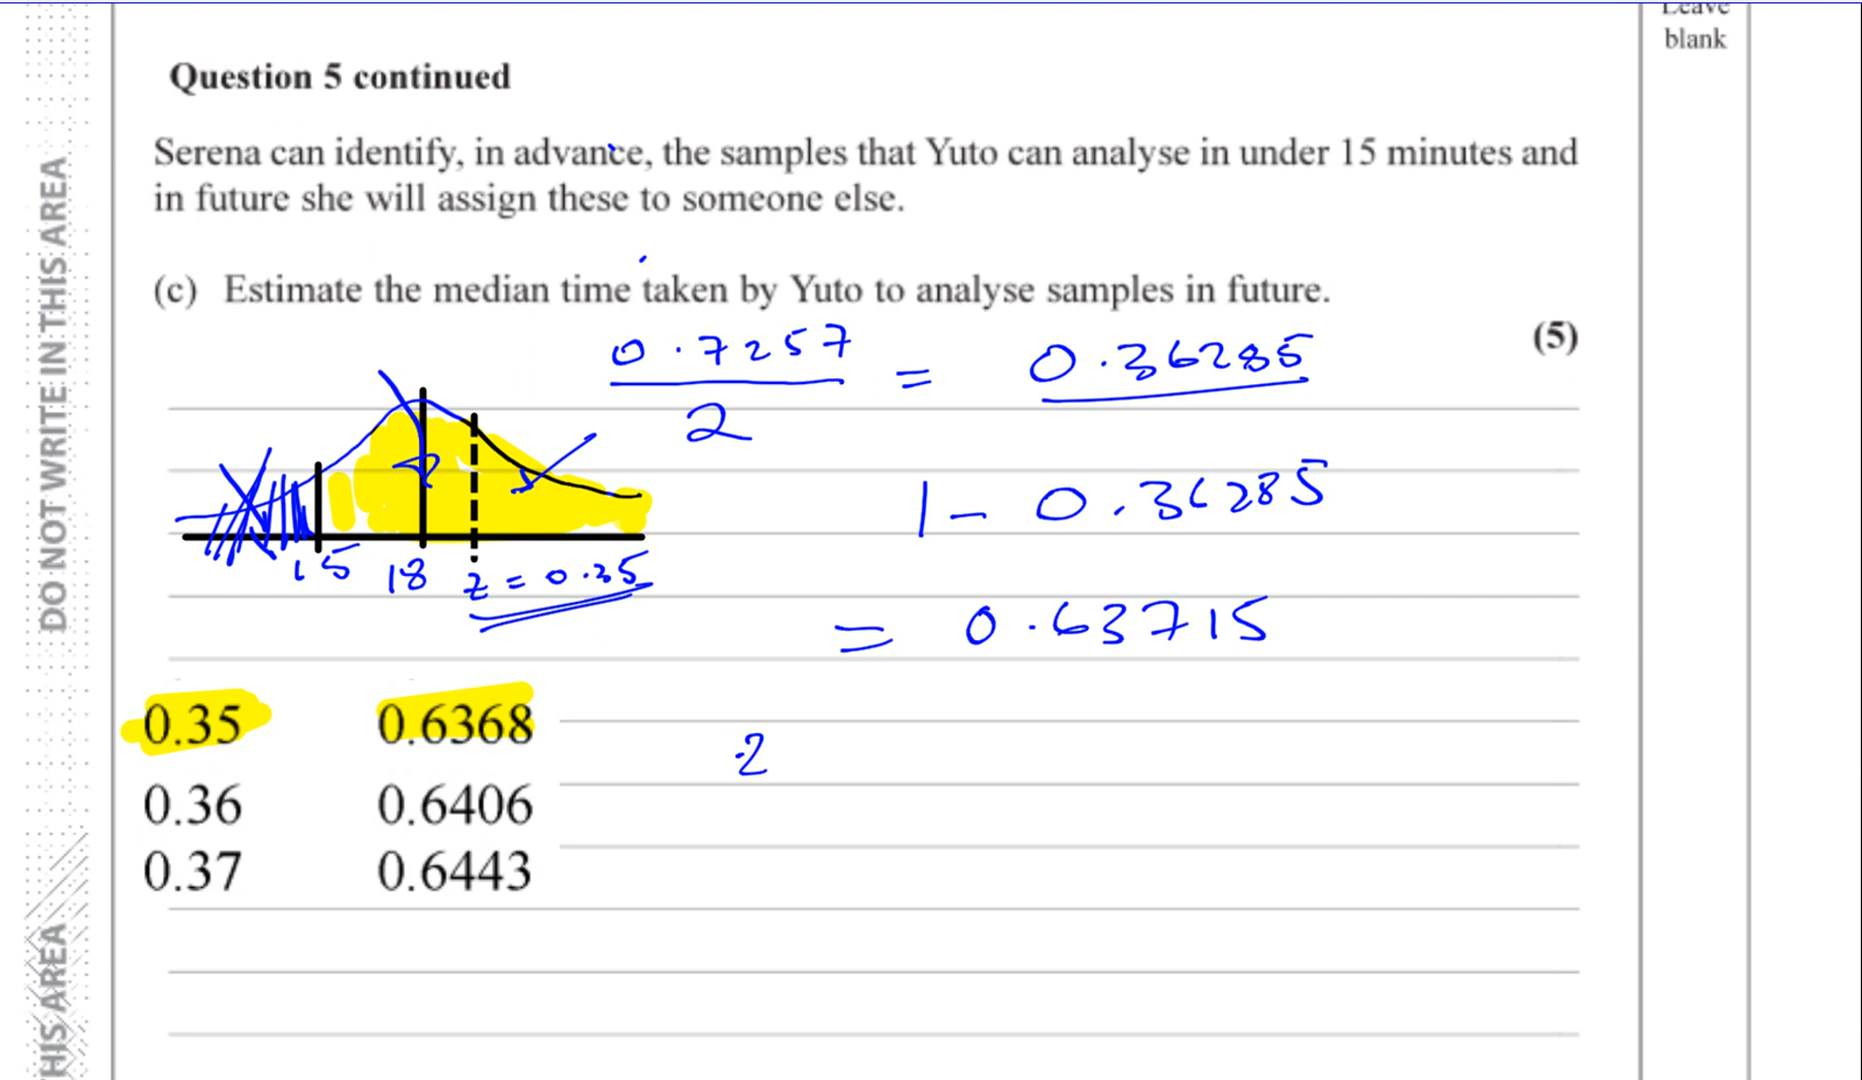 Leave
blank
Question 5 continued
Serena can identify, in advance, the samples that Yuto can analyse in under 15 minutes and
in future she will assign these to someone else.
(c) Estimate the median time taken by Yuto to analyse samples in future.
(5)
0.7257 / 2 = 0.36285
1 - 0.36285
15 18 z = 0.35
= 0.63715
0.35 0.6368
z
0.36 0.6406
0.37 0.6443
DO NOT WRITE IN THIS AREA
HIS AREA